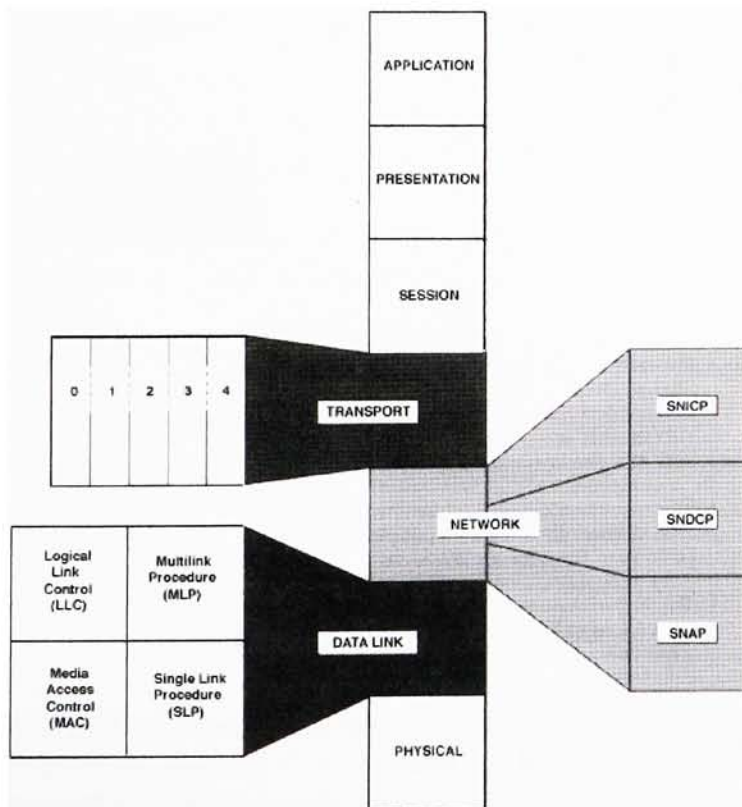 APPLICATION
PRESENTATION
SESSION
0 1 2 3 4
TRANSPORT
SNICP
NETWORK
SNDCP
Logical
Link
Control
(LLC)
Multilink
Procedure
(MLP)
DATA LINK
SNAP
Media
Access
Control
(MAC)
Single Link
Procedure
(SLP)
PHYSICAL